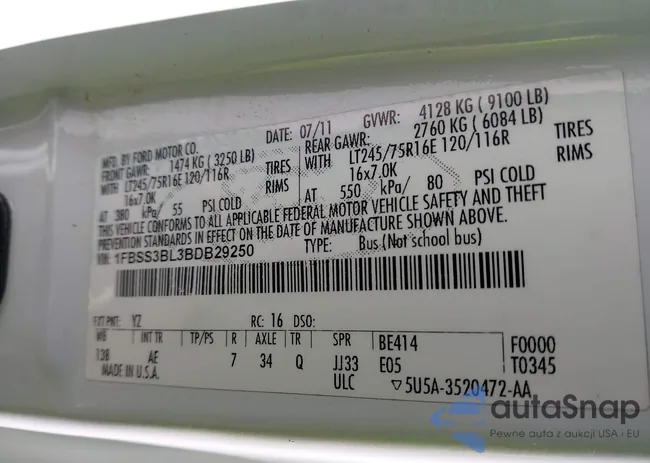 MFD. BY FORD MOTOR CO.
DATE: 07/11 GVWR: 4128 KG ( 9100 LB)
FRONT GAWR: 1474 KG ( 3250 LB) REAR GAWR: 2760 KG ( 6084 LB)
WITH LT245/75R16E 120/116R TIRES WITH LT245/75R16E 120/116R TIRES
16x7.0K RIMS 16x7.0K RIMS
AT 380 kPa/ 55 PSI COLD AT 550 kPa/ 80 PSI COLD
THIS VEHICLE CONFORMS TO ALL APPLICABLE FEDERAL MOTOR VEHICLE SAFETY AND THEFT
PREVENTION STANDARDS IN EFFECT ON THE DATE OF MANUFACTURE SHOWN ABOVE.
VIN: 1FBSS3BL3BDB29250 TYPE: Bus (Not school bus)
EXT PNT: YZ RC: 16 DSO:
WB INT TR TP/PS R AXLE TR SPR BE414 F0000
138 AE 7 34 Q JJ33 E05 T0345
MADE IN U.S.A. ULC ▽5U5A-3520472-AA
autaSnap
Pewne auta z aukcji USA i EU